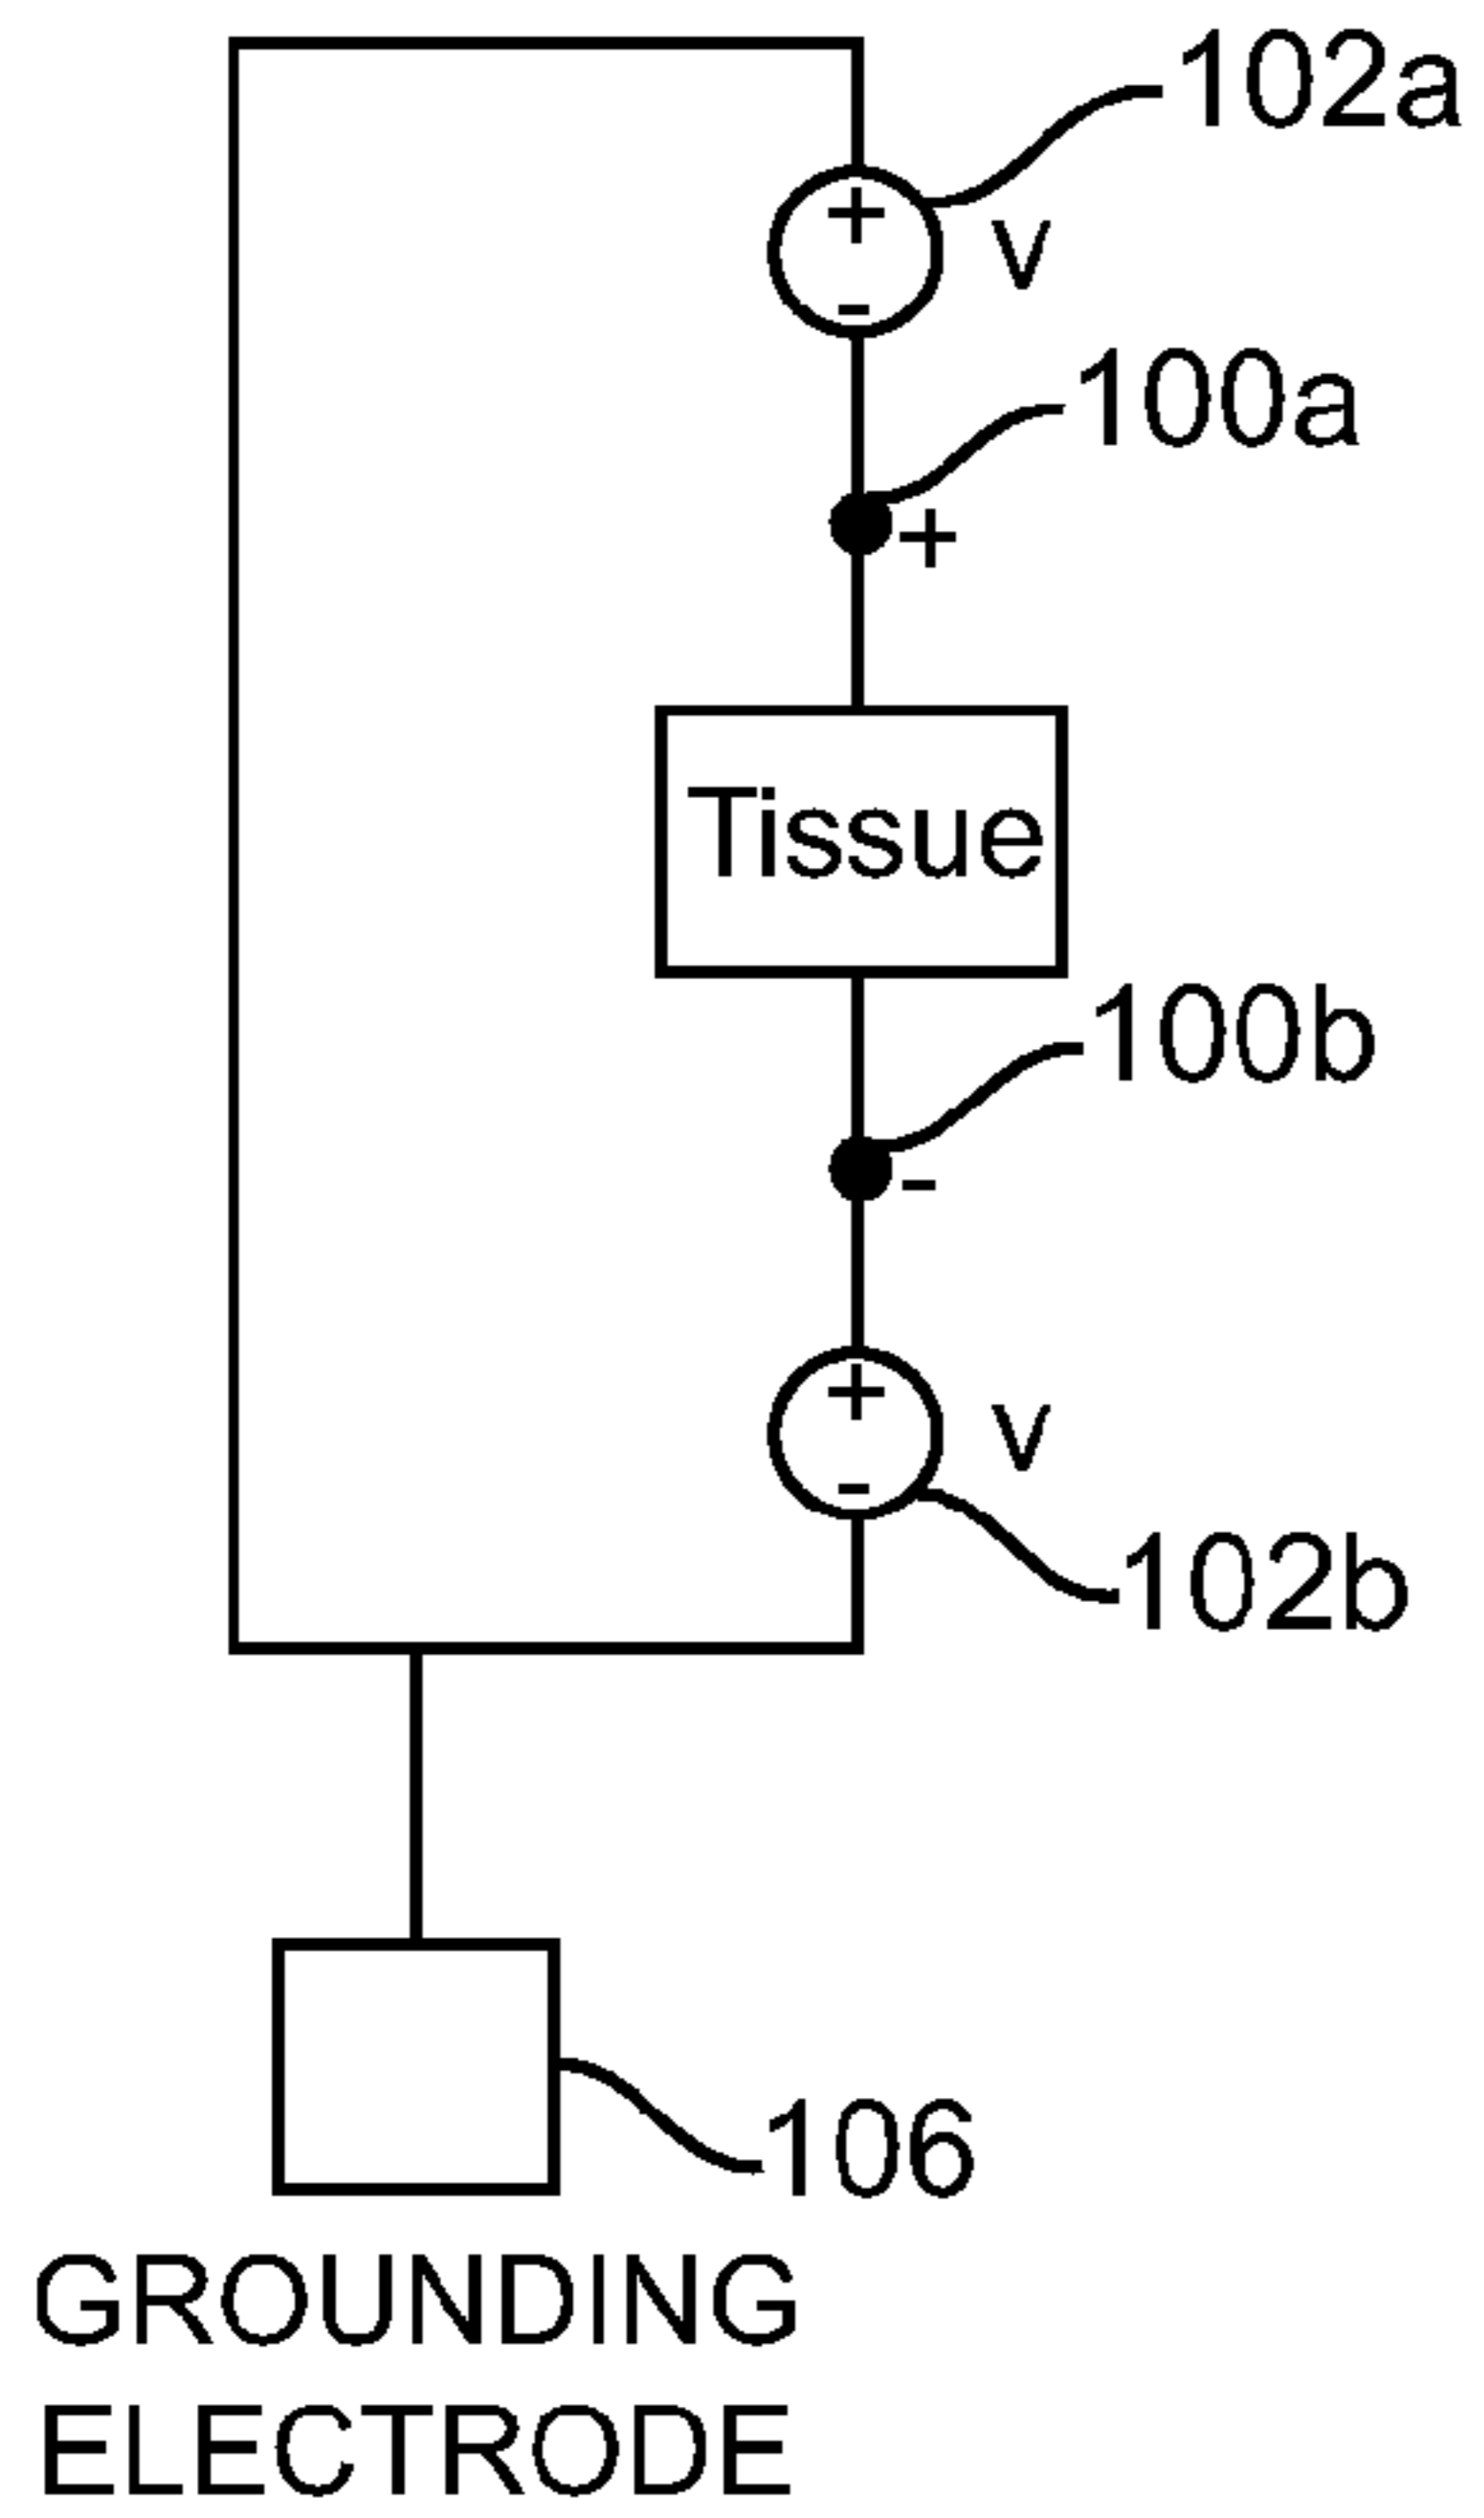 102a
+
v
-
100a
+
Tissue
100b
-
+
v
-
102b
106
GROUNDING
ELECTRODE